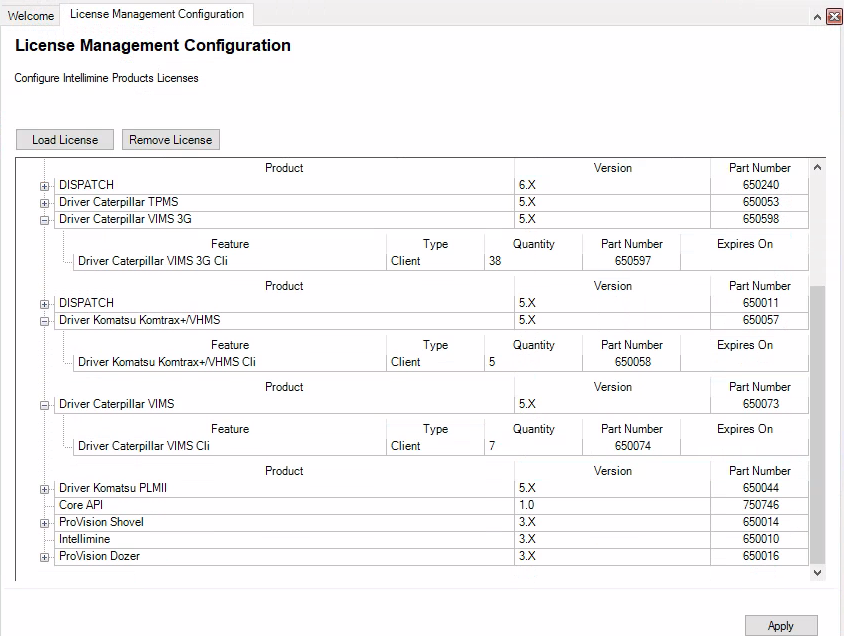 Welcome License Management Configuration
License Management Configuration
Configure Intellimine Products Licenses
Load License Remove License
Product Version Part Number
DISPATCH 6.X 650240
Driver Caterpillar TPMS 5.X 650053
Driver Caterpillar VIMS 3G 5.X 650598
Feature Type Quantity Part Number Expires On
Driver Caterpillar VIMS 3G Cli Client 38 650597
Product Version Part Number
DISPATCH 5.X 650011
Driver Komatsu Komtrax+/VHMS 5.X 650057
Feature Type Quantity Part Number Expires On
Driver Komatsu Komtrax+/VHMS Cli Client 5 650058
Product Version Part Number
Driver Caterpillar VIMS 5.X 650073
Feature Type Quantity Part Number Expires On
Driver Caterpillar VIMS Cli Client 7 650074
Product Version Part Number
Driver Komatsu PLMII 5.X 650044
Core API 1.0 750746
ProVision Shovel 3.X 650014
Intellimine 3.X 650010
ProVision Dozer 3.X 650016
Apply